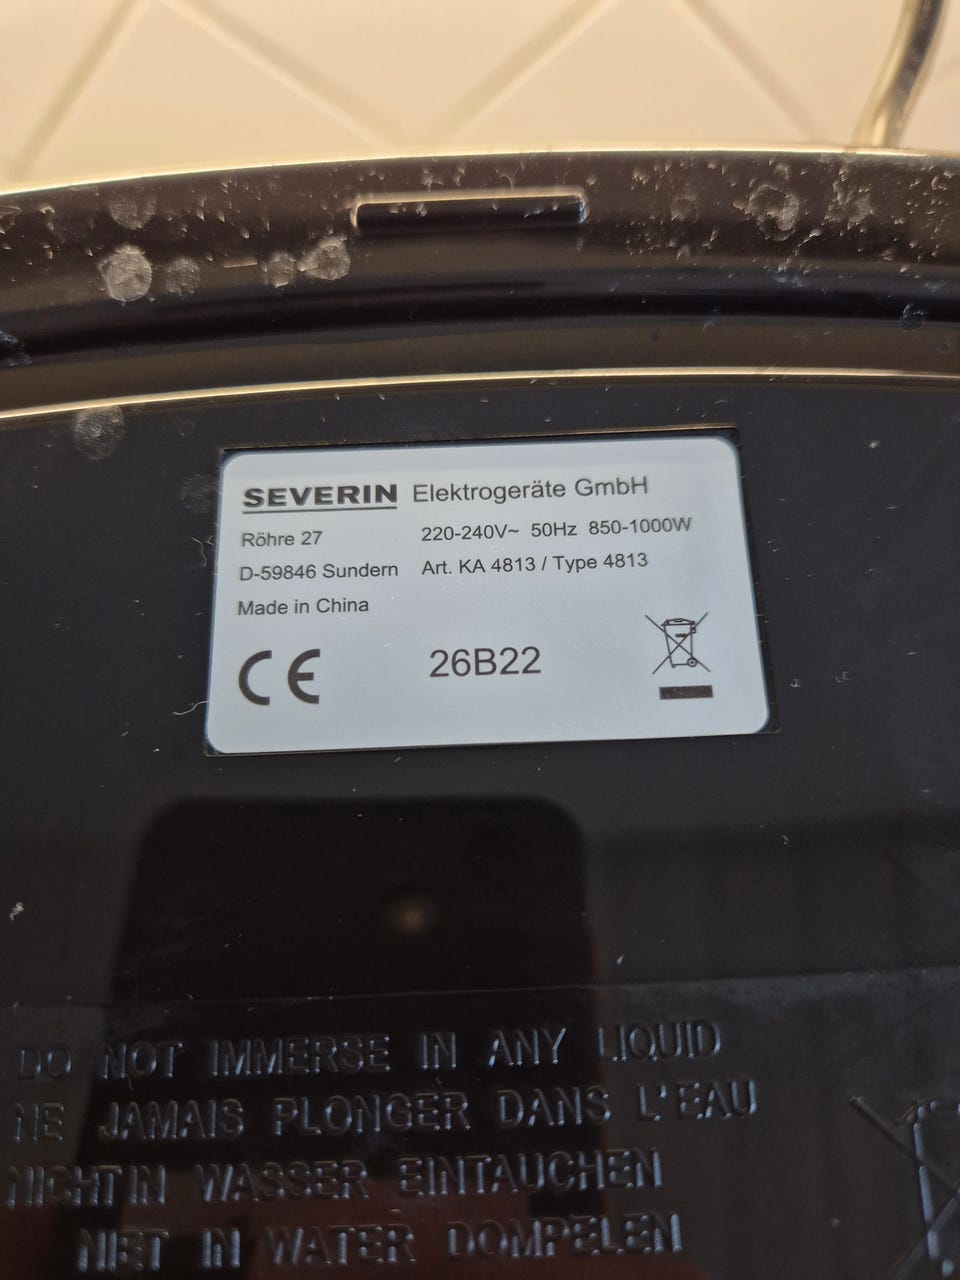 SEVERIN Elektrogeräte GmbH
Röhre 27 220-240V~ 50Hz 850-1000W
D-59846 Sundern Art. KA 4813 / Type 4813
Made in China
CE 26B22
DO NOT IMMERSE IN ANY LIQUID
NE JAMAIS PLONGER DANS L'EAU
NICHT IN WASSER EINTAUCHEN
NIET IN WATER DOMPELEN